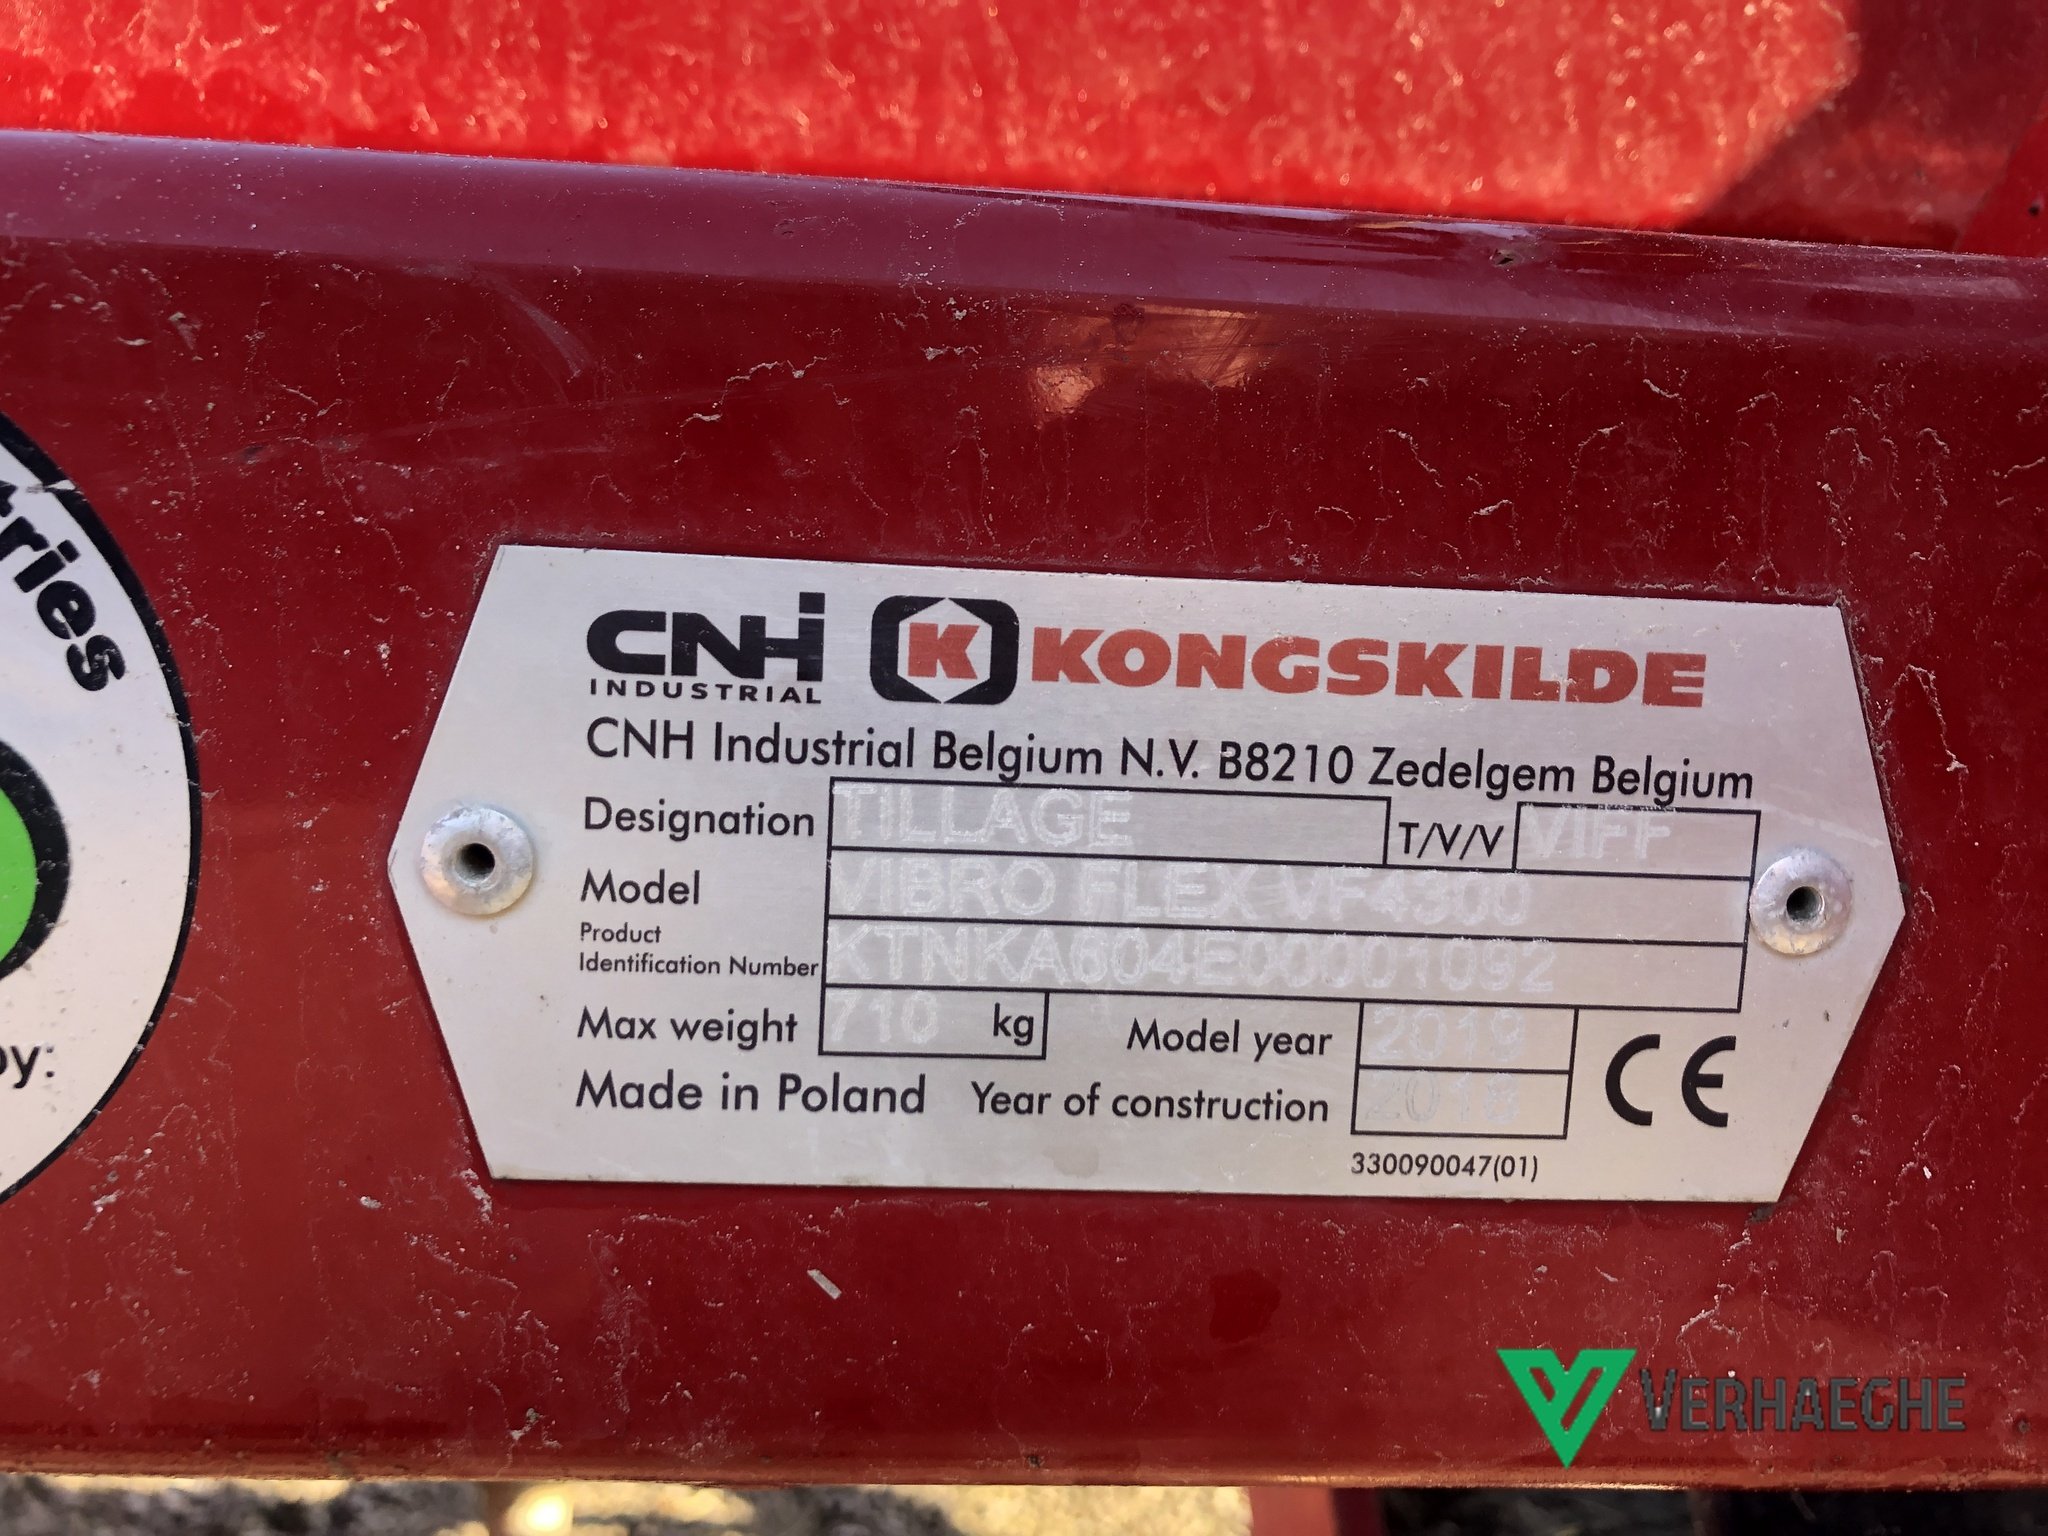 tries
by:
CNH INDUSTRIAL K KONGSKILDE
CNH Industrial Belgium N.V. B8210 Zedelgem Belgium
Designation TILLAGE T/V/V VIFF
Model VIBRO FLEX VF4300
Product Identification Number KTNKA604E00001092
Max weight 710 kg Model year 2019
Made in Poland Year of construction 2018
CE
330090047(01)
VERHAEGHE